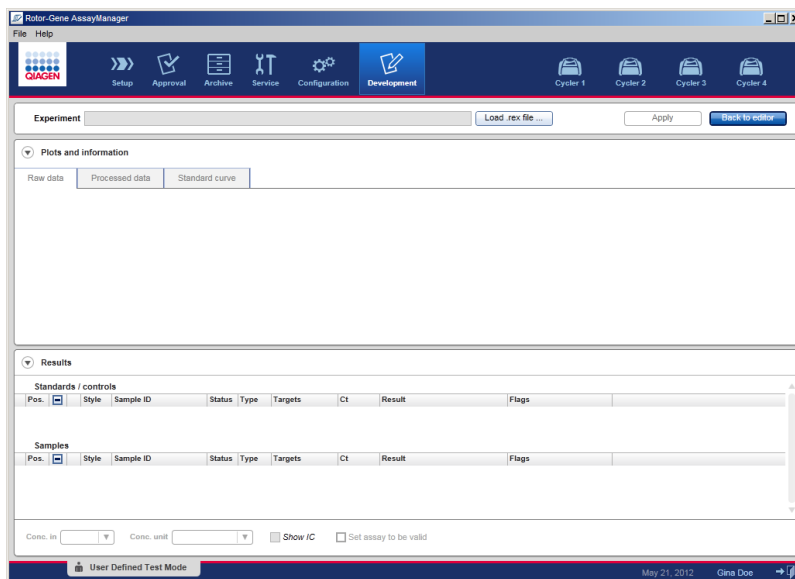 Rotor-Gene AssayManager
File Help
QIAGEN Setup Approval Archive Service Configuration Development Cycler 1 Cycler 2 Cycler 3 Cycler 4
Experiment Load .rex file ... Apply Back to editor
Plots and information
Raw data Processed data Standard curve
Results
Standards / controls
Pos. Style Sample ID Status Type Targets Ct Result Flags
Samples
Pos. Style Sample ID Status Type Targets Ct Result Flags
Conc. in Conc. unit Show IC Set assay to be valid
User Defined Test Mode May 21, 2012 Gina Doe